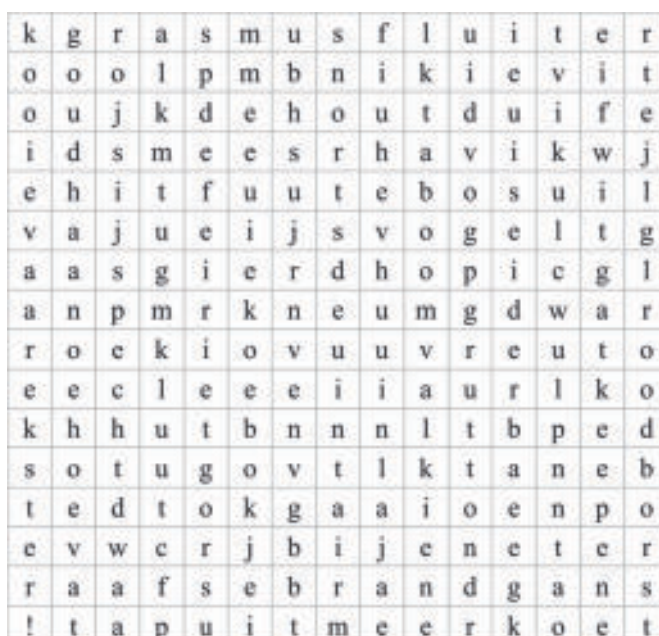 k g r a s m u s f l u i t e r
o o o l p m b n i k i e v i t
o u j k d e h o u t d u i f e
i d s m e e s r h a v i k w j
e h i t f u u t e b o s u i l
v a j u e i j s v o g e l t g
a a s g i e r d h o p i c g l
a n p m r k n e u m g d w a r
r o e k i o v u u v r e u t o
e e c l e e e i i a u r l k o
k h h u t b n n n l t b p e d
s o t u g o v t l k t a n e b
t e d t o k g a a i o e n p o
e v w c r j b i j e n e t e r
r a a f s e b r a n d g a n s
! t a p u i t m e e r k o e t